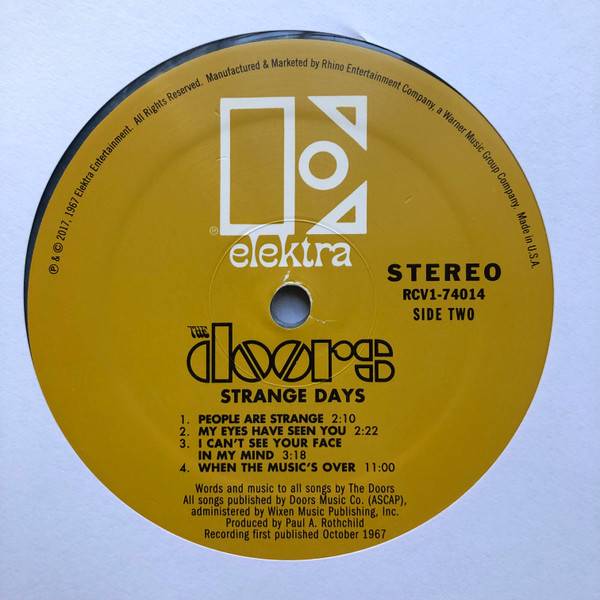 ℗ & © 2017, 1967 Elektra Entertainment. All Rights Reserved. Manufactured & Marketed by Rhino Entertainment Company, a Warner Music Group Company. Made in U.S.A.
elektra
STEREO
RCV1-74014
SIDE TWO
THE
doors
STRANGE DAYS
1. PEOPLE ARE STRANGE 2:10
2. MY EYES HAVE SEEN YOU 2:22
3. I CAN'T SEE YOUR FACE
IN MY MIND 3:18
4. WHEN THE MUSIC'S OVER 11:00
Words and music to all songs by The Doors
All songs published by Doors Music Co. (ASCAP),
administered by Wixen Music Publishing, Inc.
Produced by Paul A. Rothchild
Recording first published October 1967